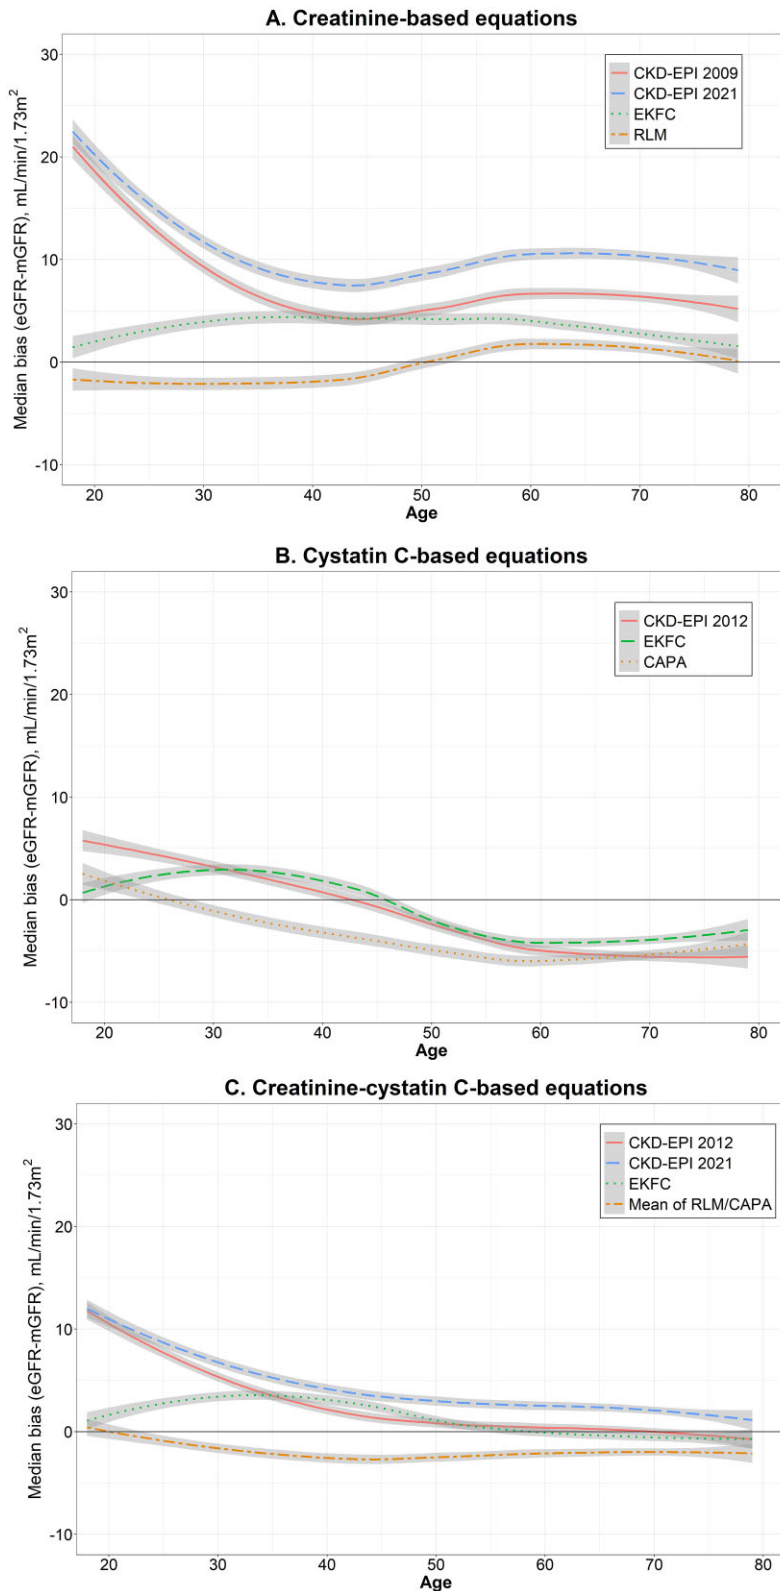 A. Creatinine-based equations
Median bias (eGFR-mGFR), mL/min/1.73m²
30
20
10
0
-10
CKD-EPI 2009
CKD-EPI 2021
EKFC
RLM
20 30 40 50 60 70 80
Age
B. Cystatin C-based equations
Median bias (eGFR-mGFR), mL/min/1.73m²
30
20
10
0
-10
CKD-EPI 2012
EKFC
CAPA
20 30 40 50 60 70 80
Age
C. Creatinine-cystatin C-based equations
Median bias (eGFR-mGFR), mL/min/1.73m²
30
20
10
0
-10
CKD-EPI 2012
CKD-EPI 2021
EKFC
Mean of RLM/CAPA
20 30 40 50 60 70 80
Age